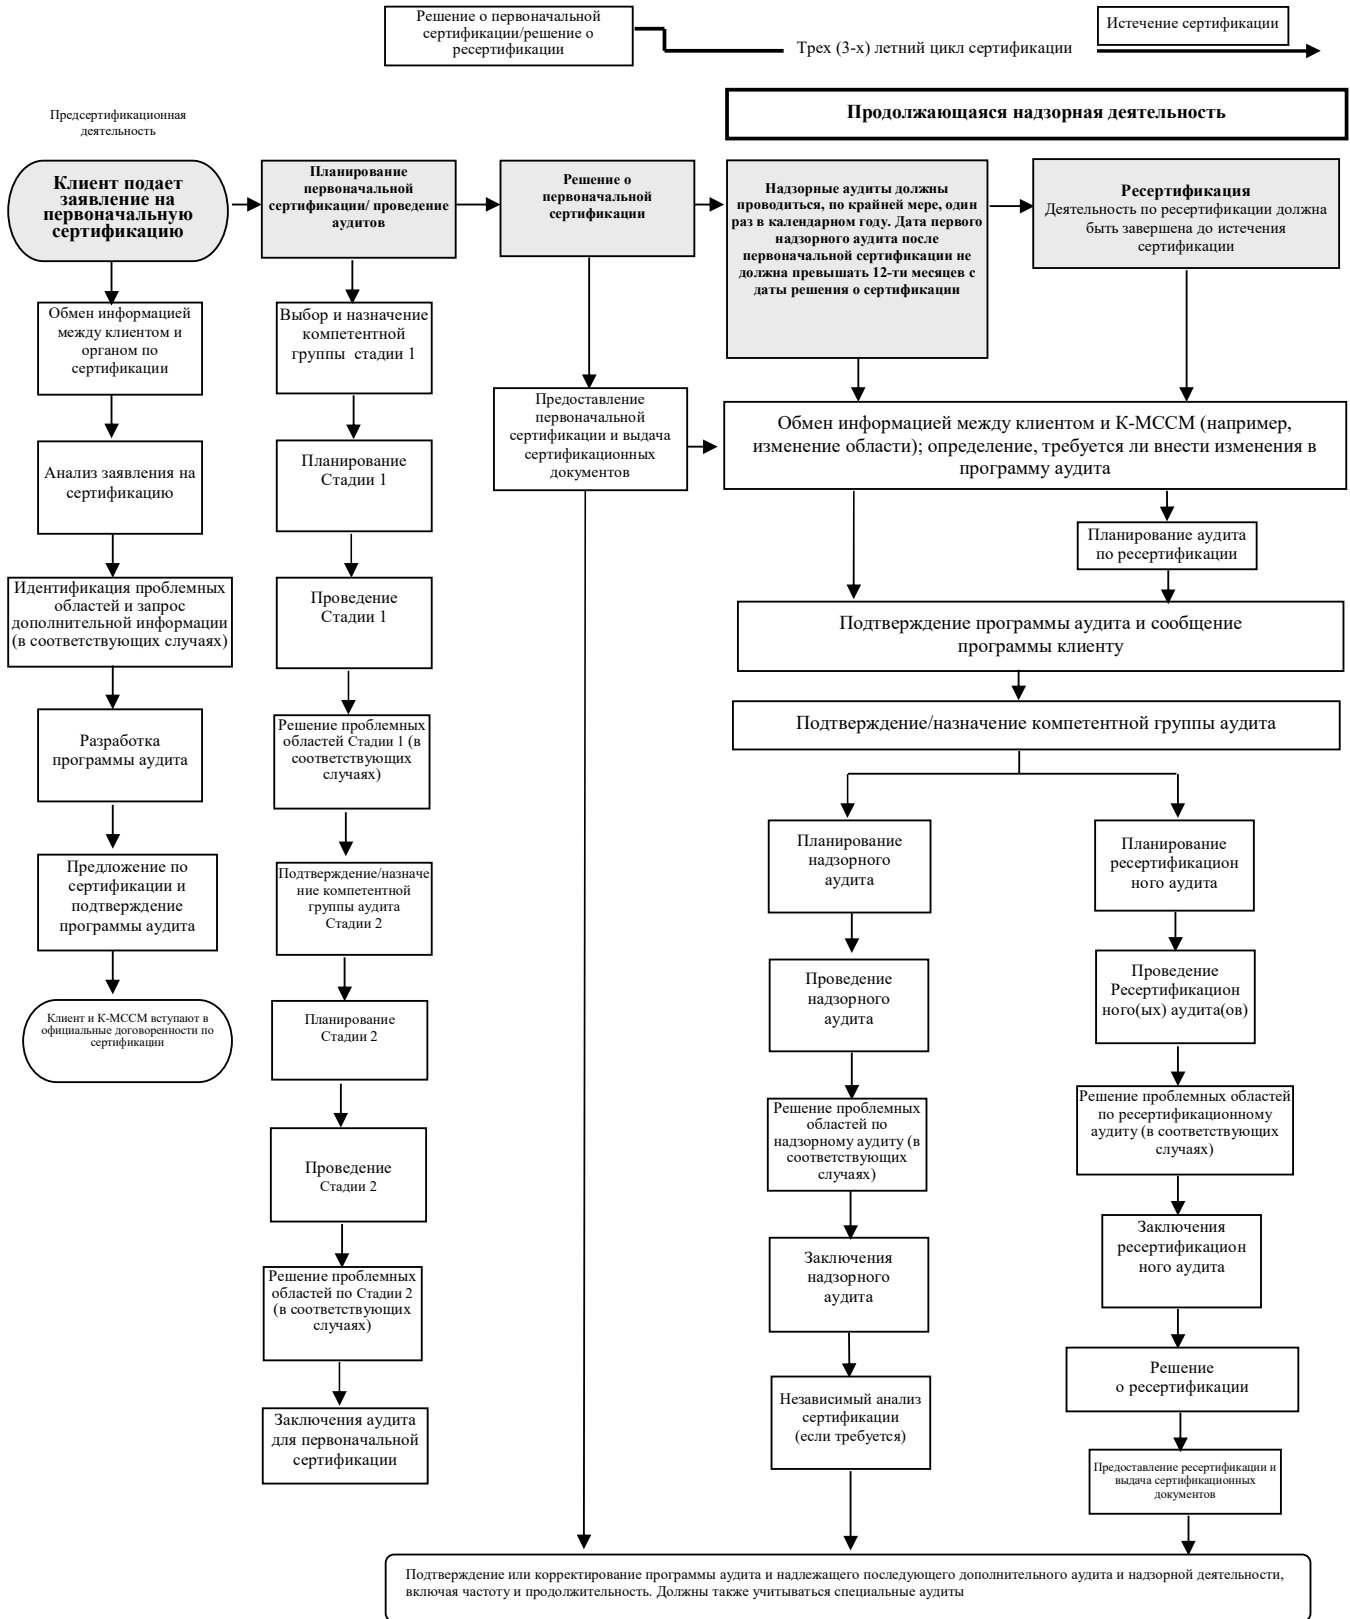 Решение о первоначальной
сертификации/решение о
ресертификации
Трех (3-х) летний цикл сертификации
Истечение сертификации
Продолжающаяся надзорная деятельность
Предсертификационная
деятельность
Клиент подает
заявление на
первоначальную
сертификацию
Обмен информацией
между клиентом и
органом по
сертификации
Анализ заявления на
сертификацию
Идентификация проблемных
областей и запрос
дополнительной информации
(в соответствующих случаях)
Разработка
программы аудита
Предложение по
сертификации и
подтверждение
программы аудита
Клиент и К-МССМ вступают в
официальные договоренности по
сертификации
Планирование
первоначальной
сертификации/ проведение
аудитов
Выбор и назначение
компетентной
группы стадии 1
Планирование
Стадии 1
Проведение
Стадии 1
Решение проблемных
областей Стадии 1 (в
соответствующих
случаях)
Подтверждение/назначе
ние компетентной
группы аудита
Стадии 2
Планирование
Стадии 2
Проведение
Стадии 2
Решение проблемных
областей по Стадии 2
(в соответствующих
случаях)
Заключения аудита
для первоначальной
сертификации
Решение о
первоначальной
сертификации
Предоставление
первоначальной
сертификации и выдача
сертификационных
документов
Надзорные аудиты должны
проводиться, по крайней мере, один
раз в календарном году. Дата первого
надзорного аудита после
первоначальной сертификации не
должна превышать 12-ти месяцев с
даты решения о сертификации
Ресертификация
Деятельность по ресертификации должна
быть завершена до истечения
сертификации
Обмен информацией между клиентом и К-МССМ (например,
изменение области); определение, требуется ли внести изменения в
программу аудита
Планирование аудита
по ресертификации
Подтверждение программы аудита и сообщение
программы клиенту
Подтверждение/назначение компетентной группы аудита
Планирование
надзорного
аудита
Проведение
надзорного
аудита
Решение проблемных
областей по
надзорному аудиту (в
соответствующих
случаях)
Заключения
надзорного
аудита
Независимый анализ
сертификации
(если требуется)
Планирование
ресертификацион
ного аудита
Проведение
Ресертификацион
ного(ых) аудита(ов)
Решение проблемных областей
по ресертификационному
аудиту (в соответствующих
случаях)
Заключения
ресертификацион
ного аудита
Решение
о ресертификации
Предоставление ресертификации и
выдача сертификационных
документов
Подтверждение или корректирование программы аудита и надлежащего последующего дополнительного аудита и надзорной деятельности,
включая частоту и продолжительность. Должны также учитываться специальные аудиты